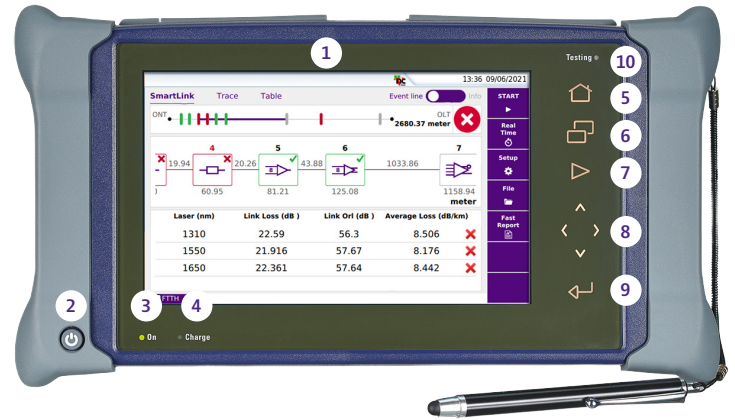 1
Testing
10
13:36 09/06/2021
SmartLink Trace Table Event line Info START
ONT OLT
2680.37 meter
Real
Time
5
6
7
8
9
4 5 6 7
19.94 20.26 43.88 1033.86
8 8
60.95 81.21 125.08 1158.94
meter
Setup
File
Fast
Report
Laser (nm) Link Loss (dB ) Link Orl (dB ) Average Loss (dB/km)
1310 22.59 56.3 8.506
1550 21.916 57.67 8.176
1650 22.361 57.64 8.442
FTTH
2
3
4
On
Charge